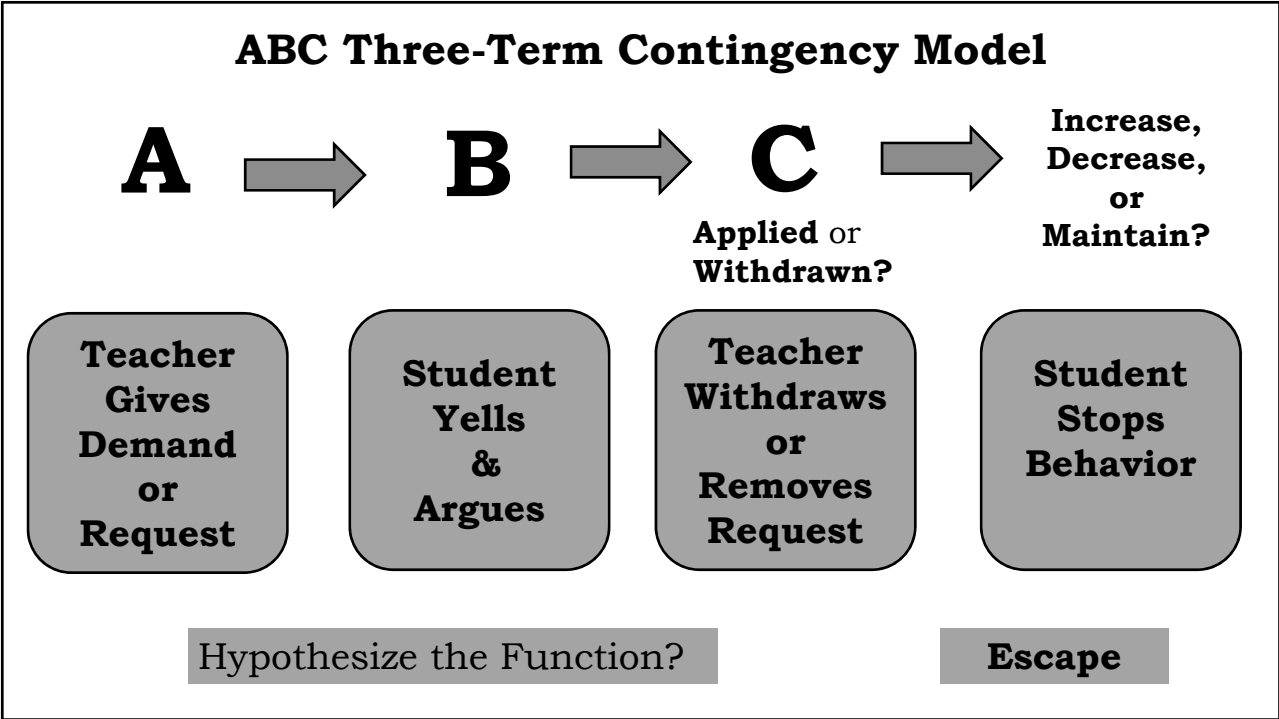 ABC Three-Term Contingency Model
A
B
C
Applied or
Withdrawn?
Increase,
Decrease,
or
Maintain?
Teacher
Gives
Demand
or
Request
Student
Yells
&
Argues
Teacher
Withdraws
or
Removes
Request
Student
Stops
Behavior
Hypothesize the Function?
Escape